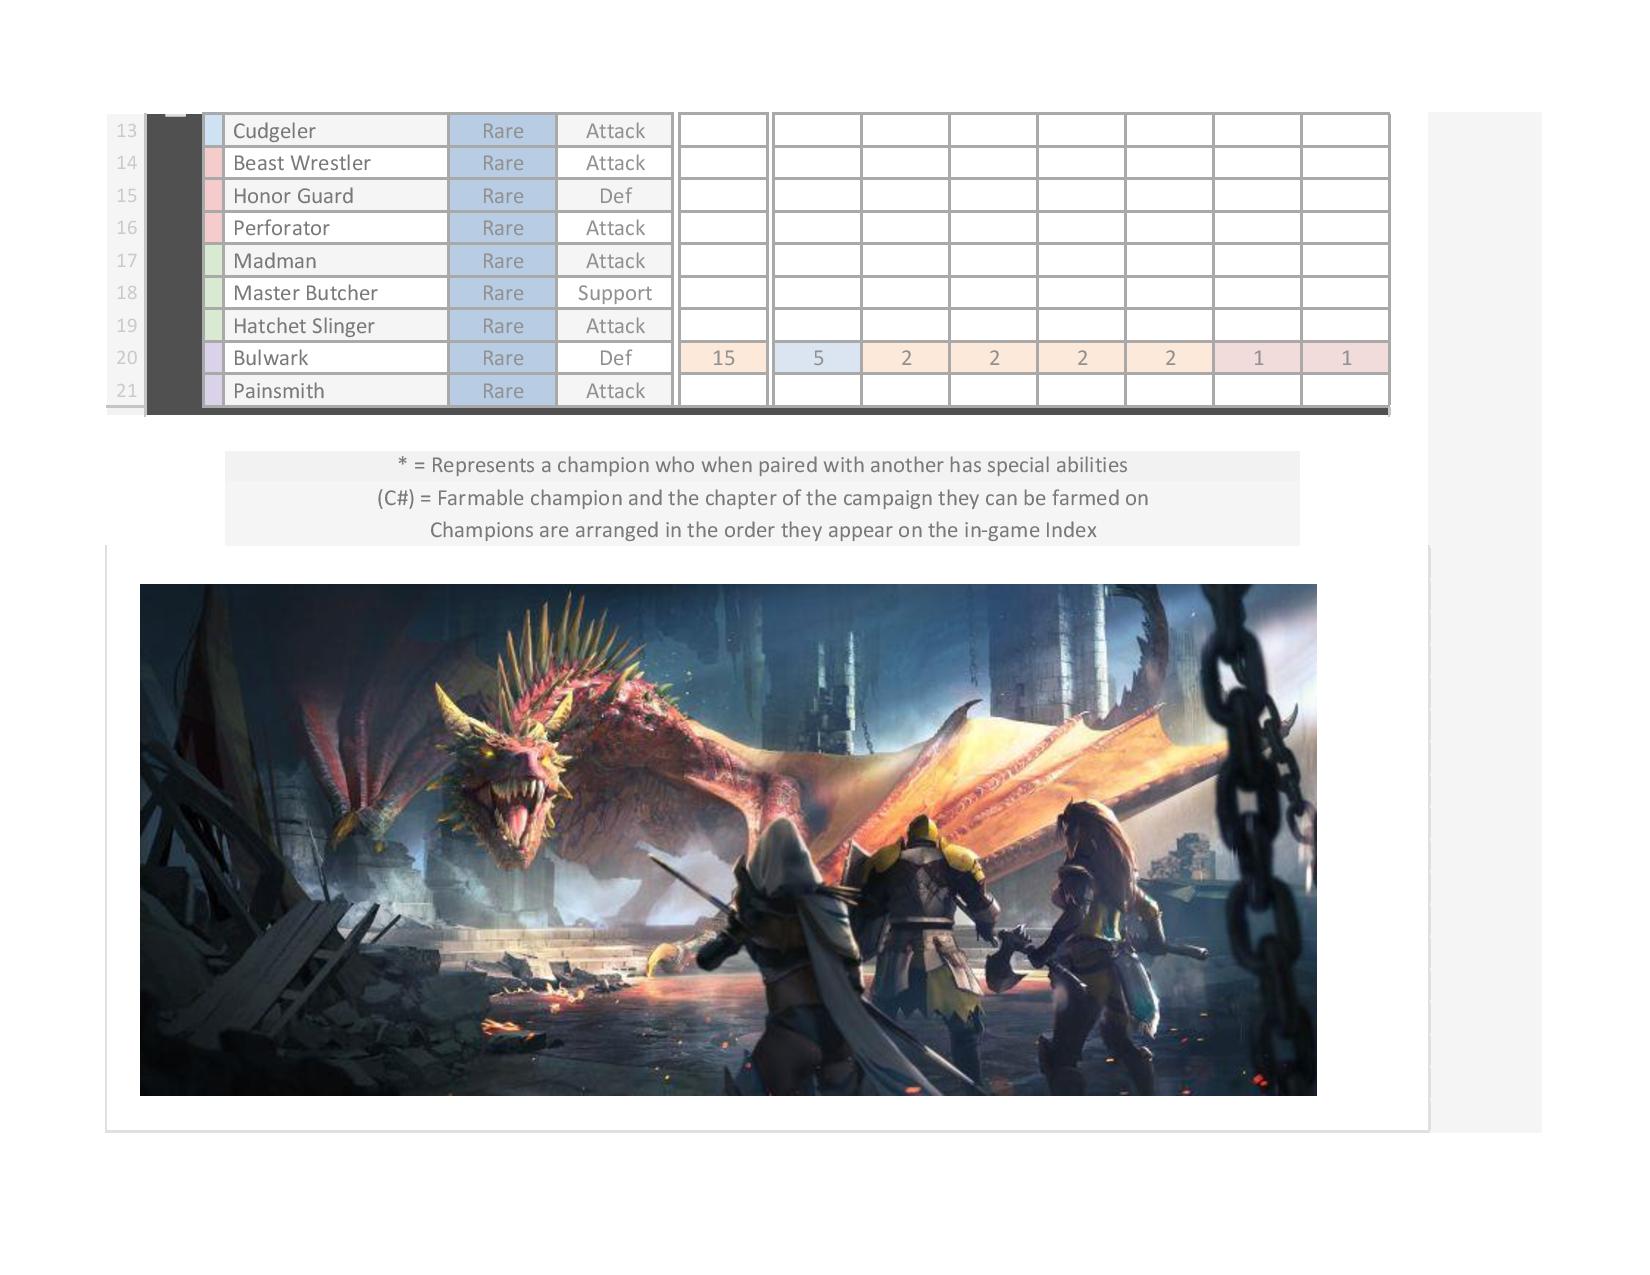 13 Cudgeler Rare Attack
14 Beast Wrestler Rare Attack
15 Honor Guard Rare Def
16 Perforator Rare Attack
17 Madman Rare Attack
18 Master Butcher Rare Support
19 Hatchet Slinger Rare Attack
20 Bulwark Rare Def 15 5 2 2 2 2 1 1
21 Painsmith Rare Attack
* = Represents a champion who when paired with another has special abilities
(C#) = Farmable champion and the chapter of the campaign they can be farmed on
Champions are arranged in the order they appear on the in-game Index